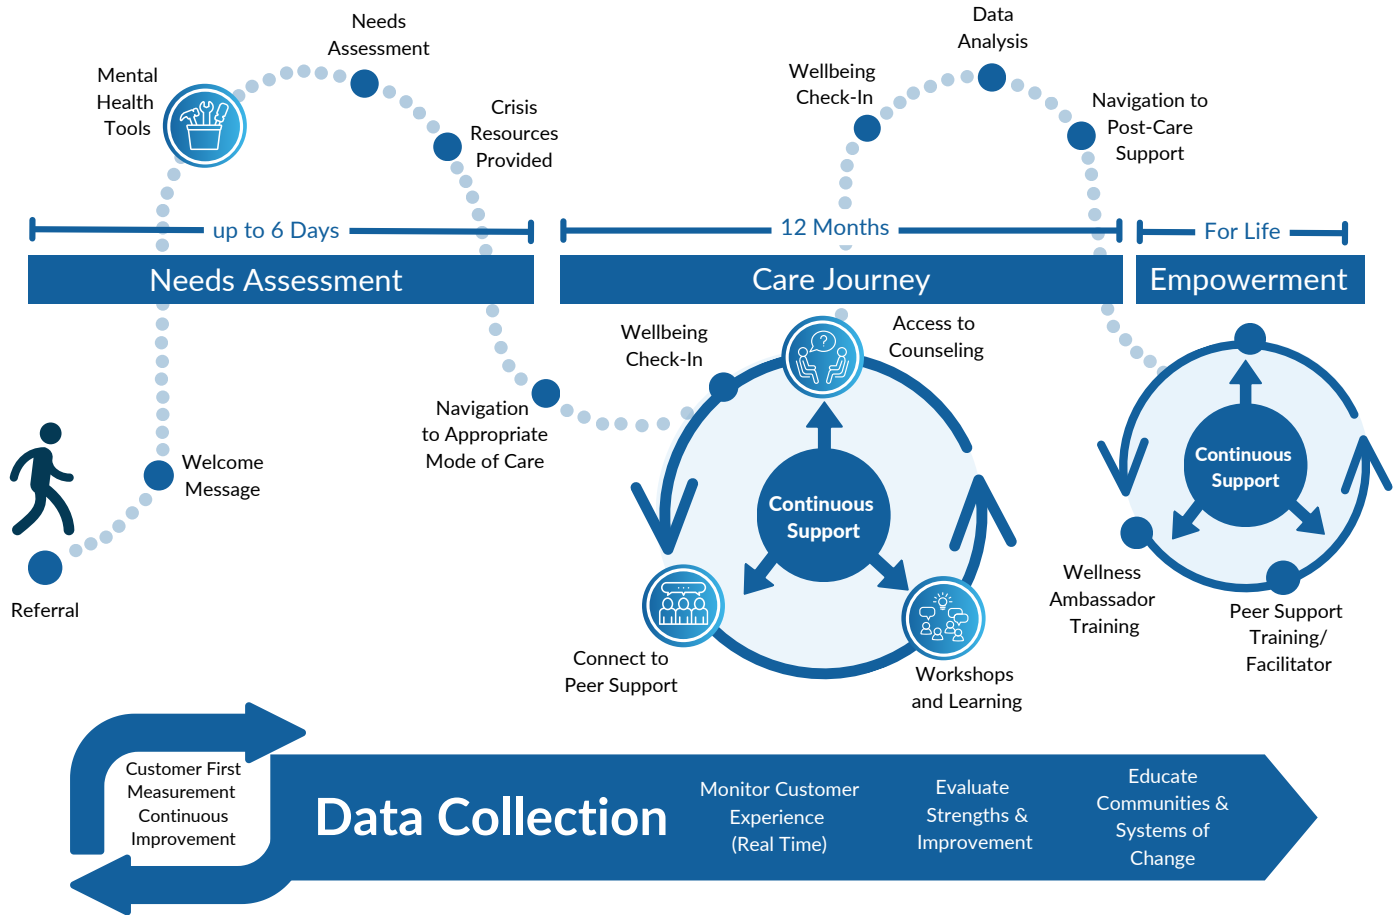 Needs
Assessment
Mental
Health
Tools
Crisis
Resources
Provided
Data
Analysis
Wellbeing
Check-In
Navigation to
Post-Care
Support
up to 6 Days
12 Months
For Life
Needs Assessment
Care Journey
Empowerment
Wellbeing
Check-In
Access to
Counseling
?
Navigation
to Appropriate
Mode of Care
Welcome
Message
Referral
Continuous
Support
Connect to
Peer Support
Workshops
and Learning
Continuous
Support
Wellness
Ambassador
Training
Peer Support
Training/
Facilitator
Customer First
Measurement
Continuous
Improvement
Data Collection
Monitor Customer
Experience
(Real Time)
Evaluate
Strengths &
Improvement
Educate
Communities &
Systems of
Change